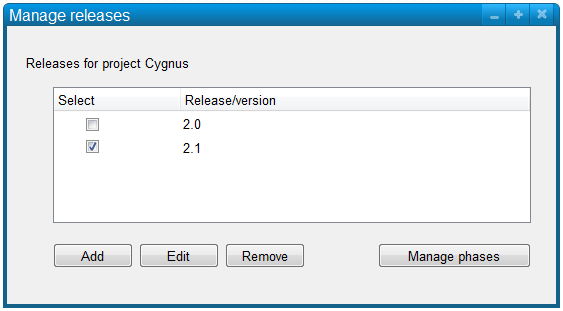 Manage releases
Releases for project Cygnus
Select Release/version
2.0
2.1
Add Edit Remove Manage phases